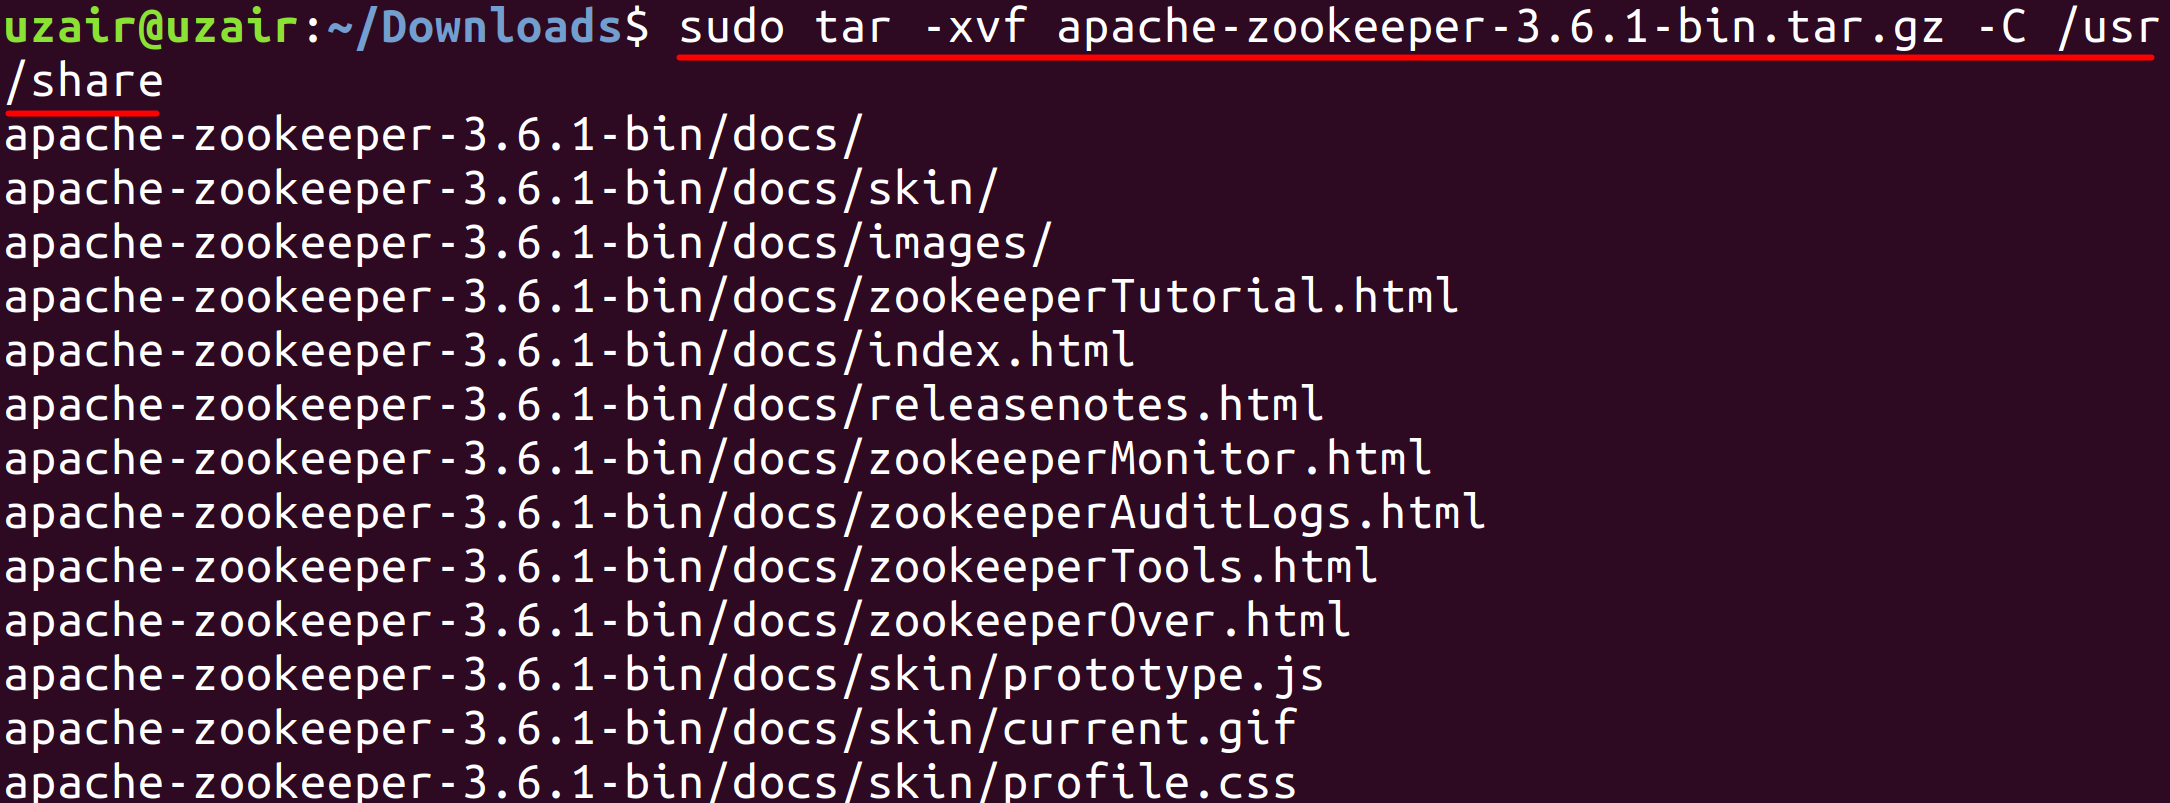 uzair@uzair:~/Downloads$ sudo tar -xvf apache-zookeeper-3.6.1-bin.tar.gz -C /usr
/share
apache-zookeeper-3.6.1-bin/docs/
apache-zookeeper-3.6.1-bin/docs/skin/
apache-zookeeper-3.6.1-bin/docs/images/
apache-zookeeper-3.6.1-bin/docs/zookeeperTutorial.html
apache-zookeeper-3.6.1-bin/docs/index.html
apache-zookeeper-3.6.1-bin/docs/releasenotes.html
apache-zookeeper-3.6.1-bin/docs/zookeeperMonitor.html
apache-zookeeper-3.6.1-bin/docs/zookeeperAuditLogs.html
apache-zookeeper-3.6.1-bin/docs/zookeeperTools.html
apache-zookeeper-3.6.1-bin/docs/zookeeperOver.html
apache-zookeeper-3.6.1-bin/docs/skin/prototype.js
apache-zookeeper-3.6.1-bin/docs/skin/current.gif
apache-zookeeper-3.6.1-bin/docs/skin/profile.css